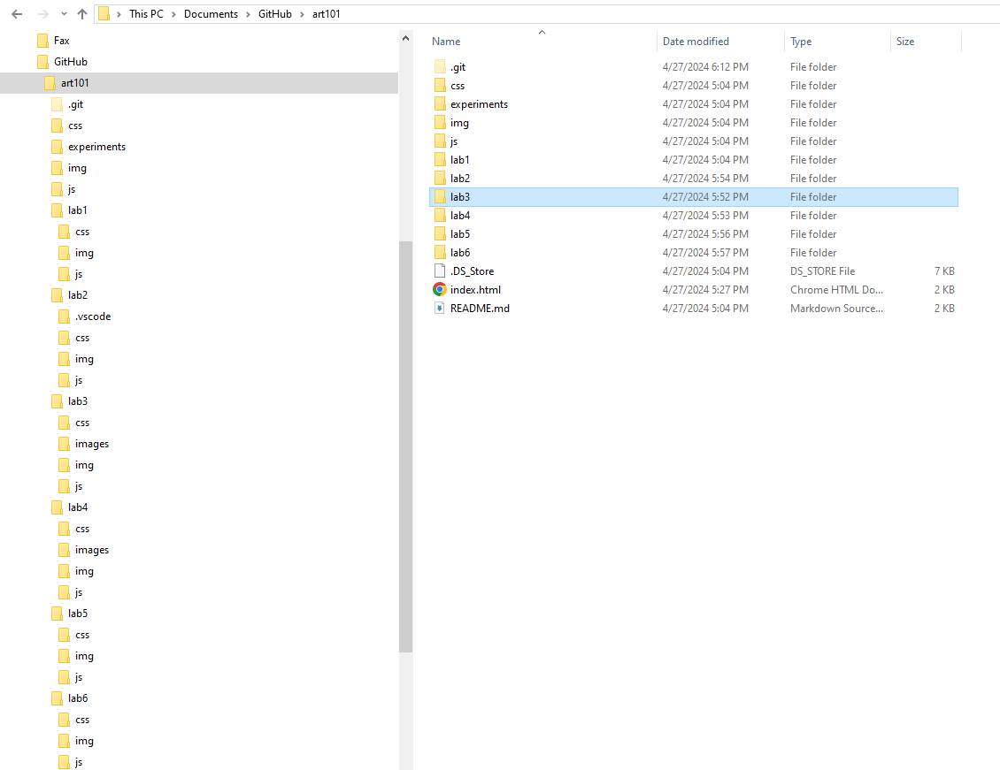 This PC > Documents > GitHub > art101
Fax
GitHub
art101
.git
css
experiments
img
js
lab1
css
img
js
lab2
.vscode
css
img
js
lab3
css
images
img
js
lab4
css
images
img
js
lab5
css
img
js
lab6
css
img
js
Name Date modified Type Size
.git 4/27/2024 6:12 PM File folder
css 4/27/2024 5:04 PM File folder
experiments 4/27/2024 5:04 PM File folder
img 4/27/2024 5:04 PM File folder
js 4/27/2024 5:04 PM File folder
lab1 4/27/2024 5:04 PM File folder
lab2 4/27/2024 5:54 PM File folder
lab3 4/27/2024 5:52 PM File folder
lab4 4/27/2024 5:53 PM File folder
lab5 4/27/2024 5:56 PM File folder
lab6 4/27/2024 5:57 PM File folder
.DS_Store 4/27/2024 5:04 PM DS_STORE File 7 KB
index.html 4/27/2024 5:27 PM Chrome HTML Do... 2 KB
README.md 4/27/2024 5:04 PM Markdown Source... 2 KB